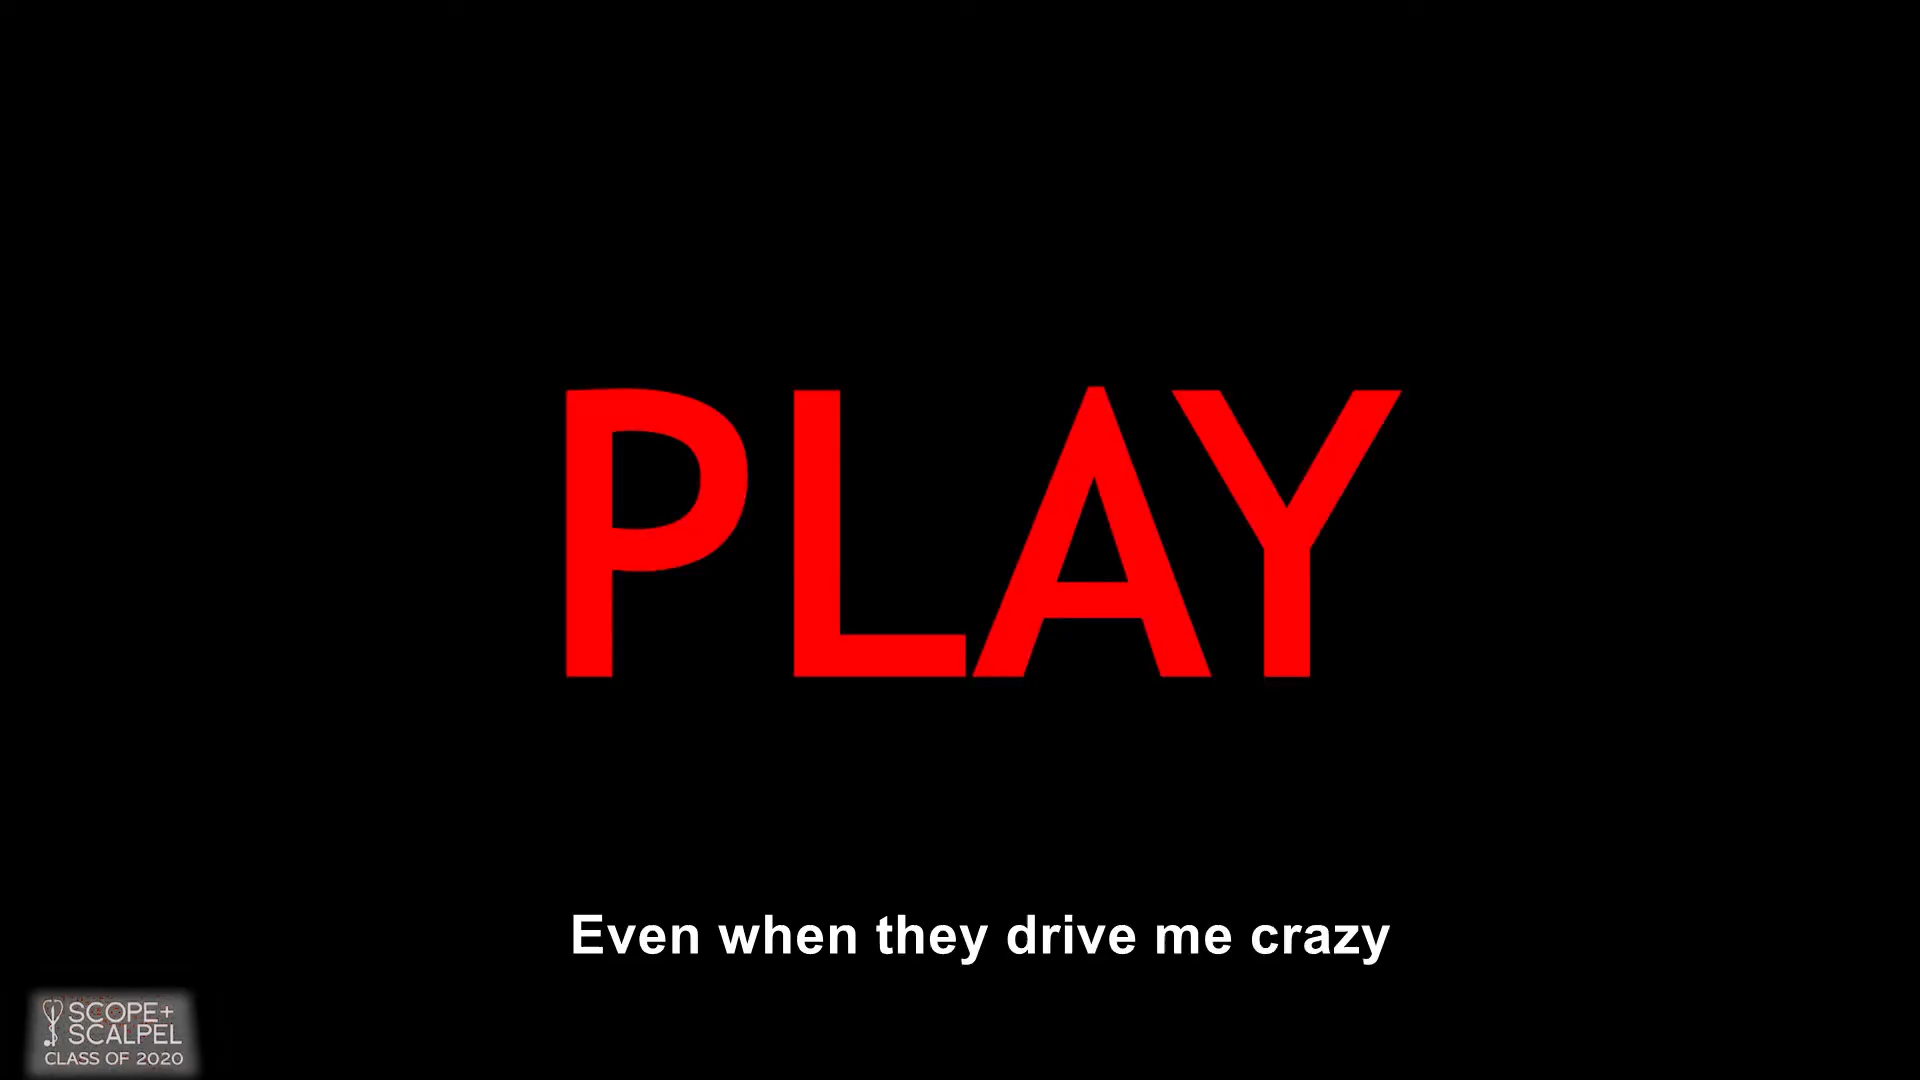 PLAY
Even when they drive me crazy
SCOPE+
SCALPEL
CLASS OF 2020